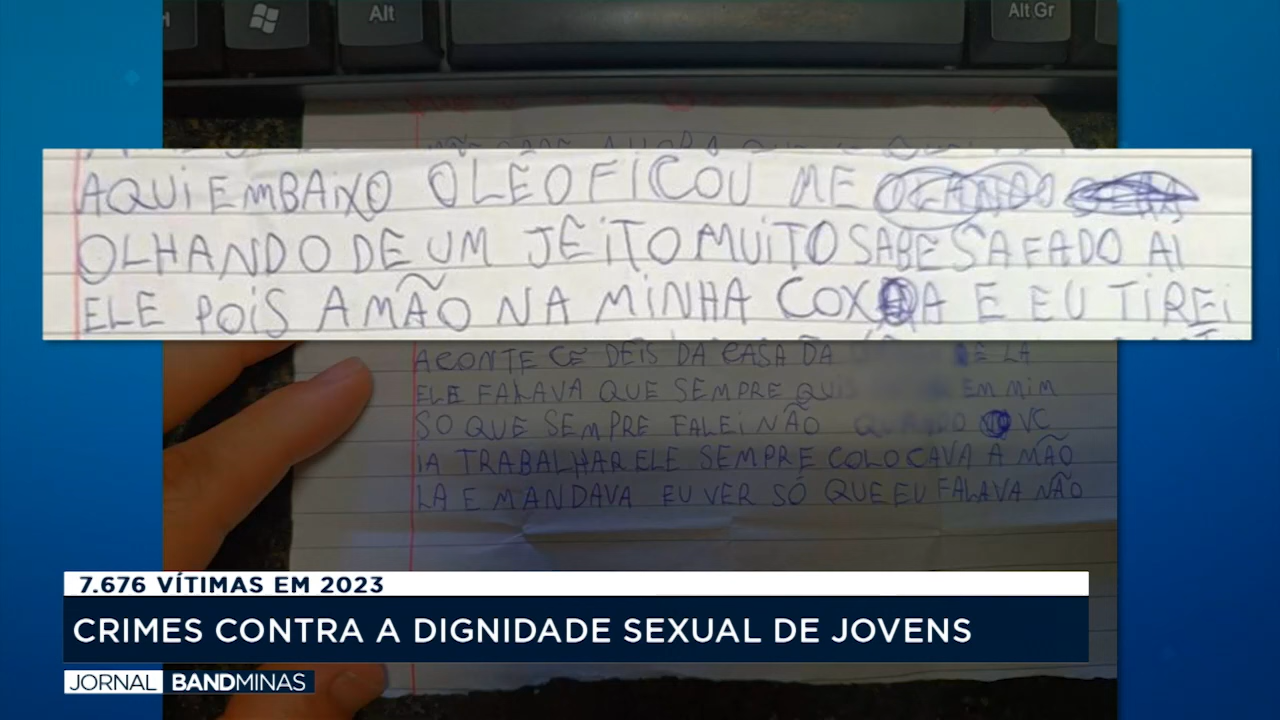 Alt
Alt Gr
AQUI EMBAIXO O LÉO FICOU ME
OLHANDO DE UM JEITO MUITO SABE SAFADO AI
ELE POIS A MÃO NA MINHA COXA E EU TIREI
ACONTECE DEIS DA CASA DA E LA
ELE FALAVA QUE SEMPRE QUIS EM MIM
SO QUE SEMPRE FALEI NÃO QUANDO VC
IA TRABALHAR ELE SEMPRE COLOCAVA A MÃO
LA E MANDAVA EU VER SÓ QUE EU FALAVA NÃO
7.676 VÍTIMAS EM 2023
CRIMES CONTRA A DIGNIDADE SEXUAL DE JOVENS
JORNAL BANDMINAS